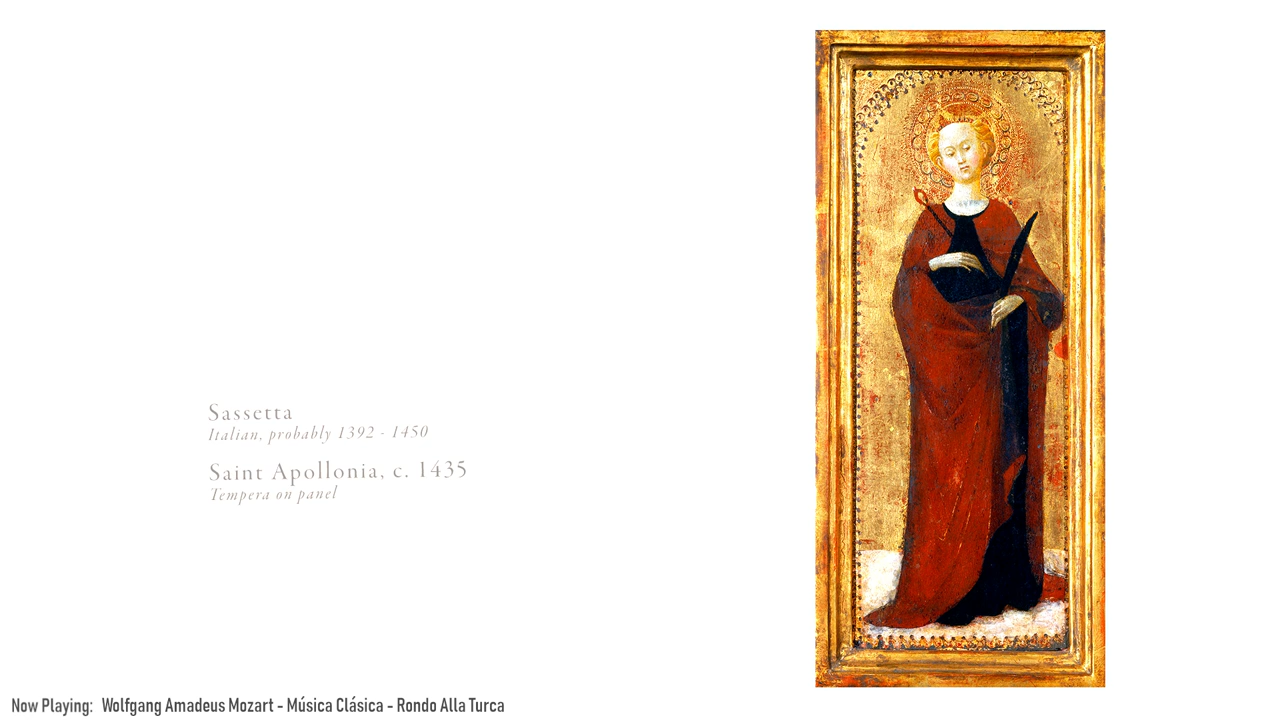 Sassetta
Italian, probably 1392 - 1450
Saint Apollonia, c. 1435
Tempera on panel
Now Playing: Wolfgang Amadeus Mozart - Música Clásica - Rondo Alla Turca